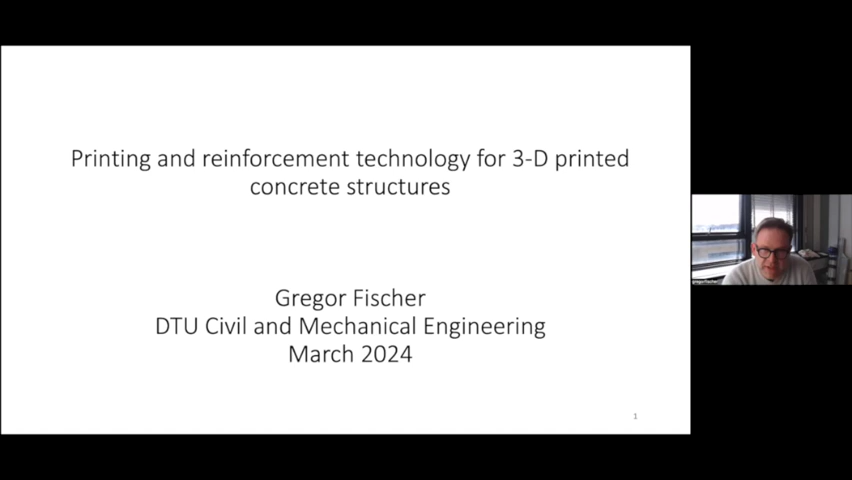 Printing and reinforcement technology for 3-D printed
concrete structures
Gregor Fischer
DTU Civil and Mechanical Engineering
March 2024
1
gregorfischer